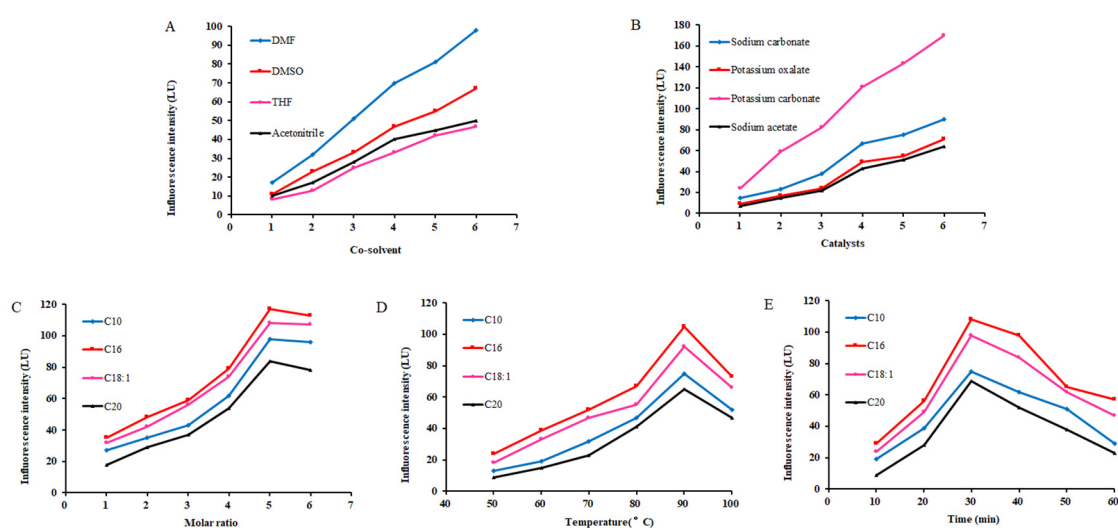 A
Influorescence intensity (LU)
100
90
80
70
60
50
40
30
20
10
0
DMF
DMSO
THF
Acetonitrile
0 1 2 3 4 5 6 7
Co-solvent
B
Influorescence intensity (LU)
180
160
140
120
100
80
60
40
20
0
Sodium carbonate
Potassium oxalate
Potassium carbonate
Sodium acetate
0 1 2 3 4 5 6 7
Catalysts
C
Influorescence intensity (LU)
120
100
80
60
40
20
0
C10
C16
C18:1
C20
0 1 2 3 4 5 6 7
Molar ratio
D
Influorescence intensity (LU)
120
100
80
60
40
20
0
C10
C16
C18:1
C20
40 50 60 70 80 90 100
Temperature(° C)
E
Influorescence intensity (LU)
120
100
80
60
40
20
0
C10
C16
C18:1
C20
0 10 20 30 40 50 60
Time (min)